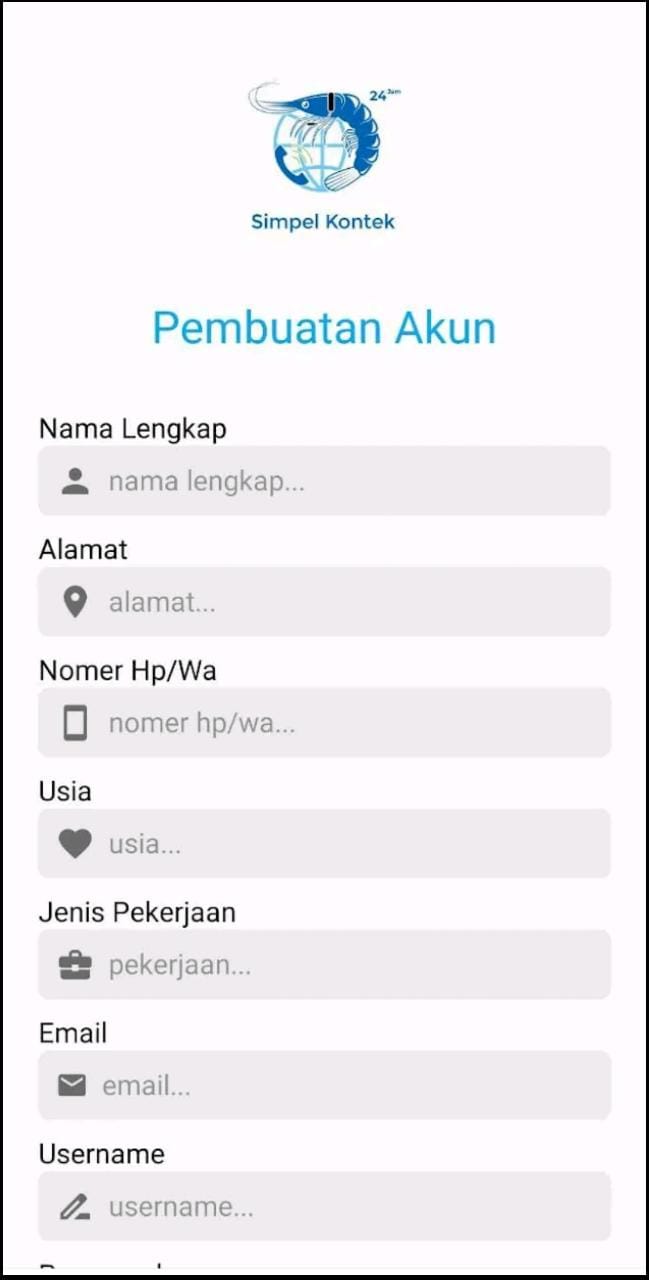 24 Jam
Simpel Kontek
Pembuatan Akun
Nama Lengkap
nama lengkap...
Alamat
alamat...
Nomer Hp/Wa
nomer hp/wa...
Usia
usia...
Jenis Pekerjaan
pekerjaan...
Email
email...
Username
username...